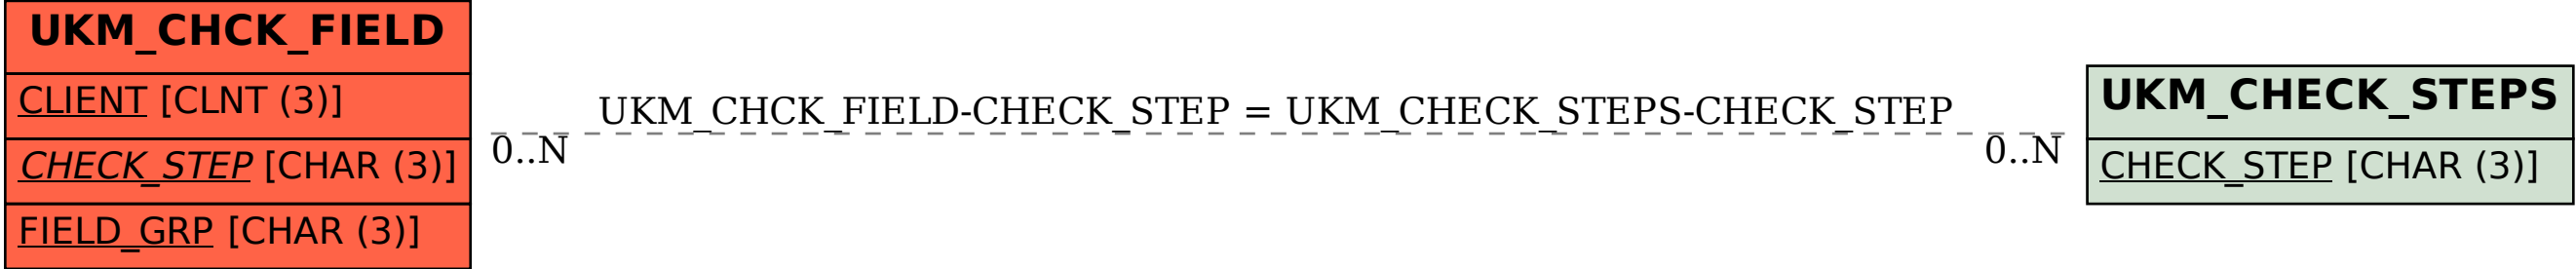 UKM_CHCK_FIELD
CLIENT [CLNT (3)]
CHECK_STEP [CHAR (3)]
FIELD_GRP [CHAR (3)]
UKM_CHCK_FIELD-CHECK_STEP = UKM_CHECK_STEPS-CHECK_STEP
0..N
0..N
UKM_CHECK_STEPS
CHECK_STEP [CHAR (3)]